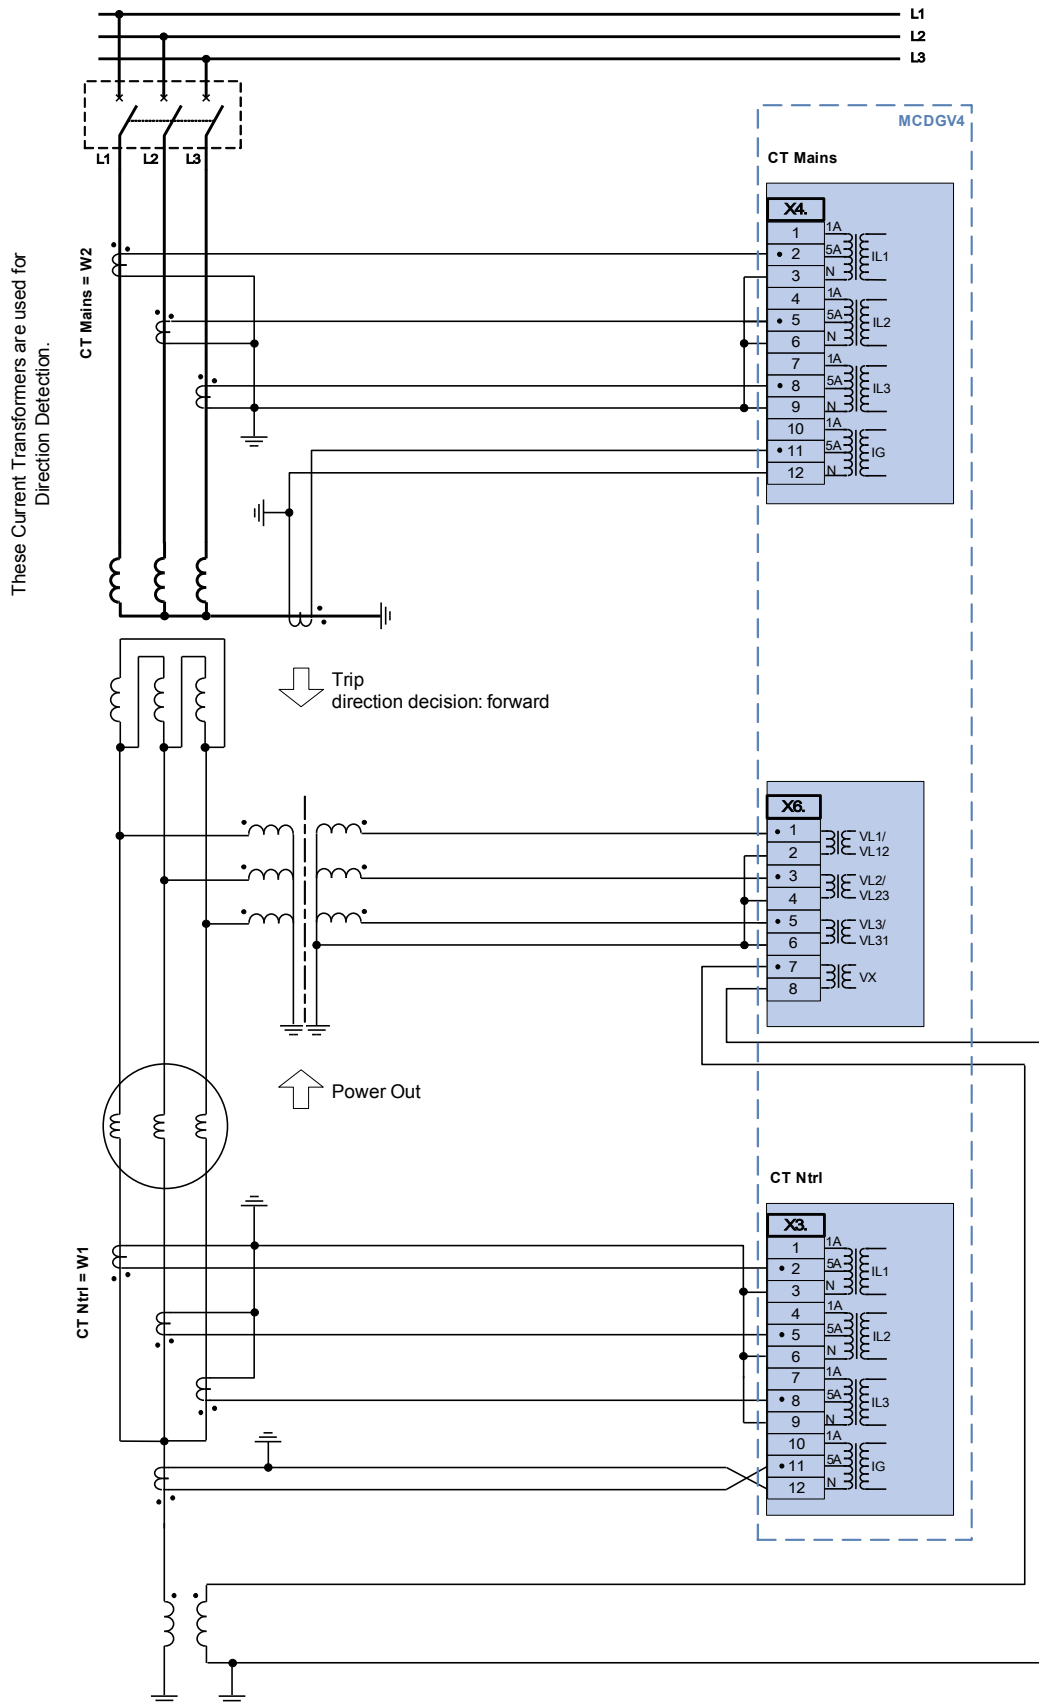 L1
L2
L3
L1
L2
L3
MCDGV4
CT Mains
These Current Transformers are used for
Direction Detection.
CT Mains = W2
X4.
1
1A
2
5A
IL1
3
N
4
1A
5
5A
IL2
6
N
7
1A
8
5A
IL3
9
N
10
1A
11
5A
IG
12
N
Trip
direction decision: forward
X6.
1
VL1/
2
VL12
3
VL2/
4
VL23
5
VL3/
6
VL31
7
VX
8
Power Out
CT Ntrl
CT Ntrl = W1
X3.
1
1A
2
5A
IL1
3
N
4
1A
5
5A
IL2
6
N
7
1A
8
5A
IL3
9
N
10
1A
11
5A
IG
12
N